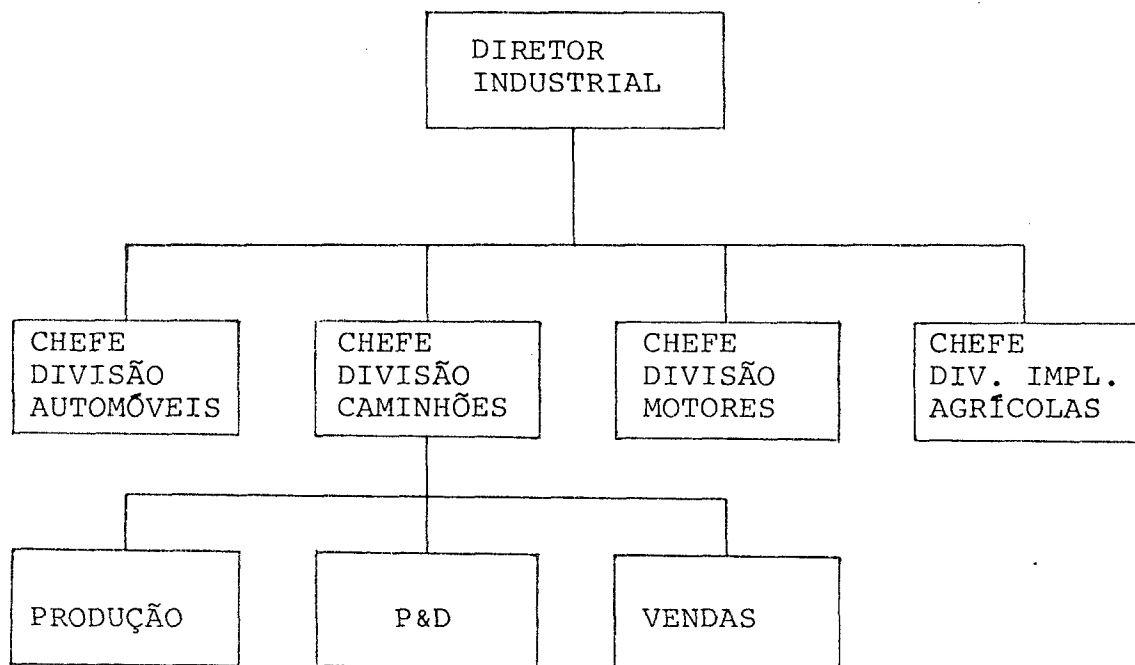 DIRETOR
INDUSTRIAL
CHEFE
DIVISÃO
AUTOMÓVEIS
CHEFE
DIVISÃO
CAMINHÕES
CHEFE
DIVISÃO
MOTORES
CHEFE
DIV. IMPL.
AGRÍCOLAS
PRODUÇÃO
P&D
VENDAS